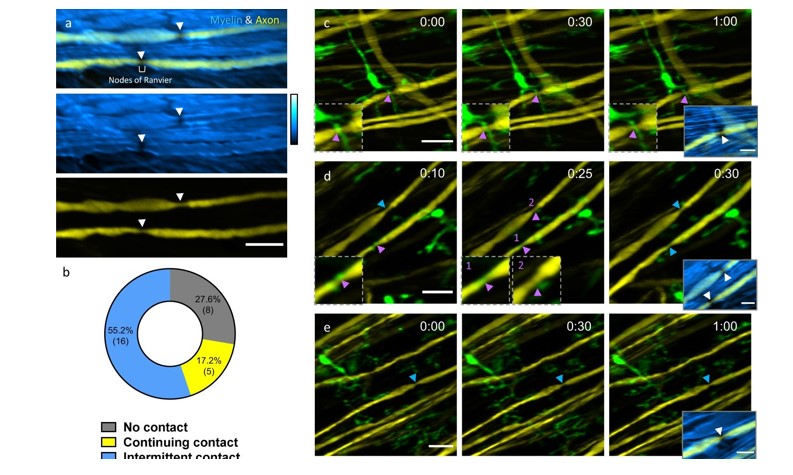 a
Myelin & Axon
Nodes of Ranvier
b
27.6%
(8)
17.2%
(5)
55.2%
(16)
No contact
Continuing contact
Intermittent contact
c
0:00
0:30
1:00
d
0:10
0:25
0:30
2
1
1
2
e
0:00
0:30
1:00